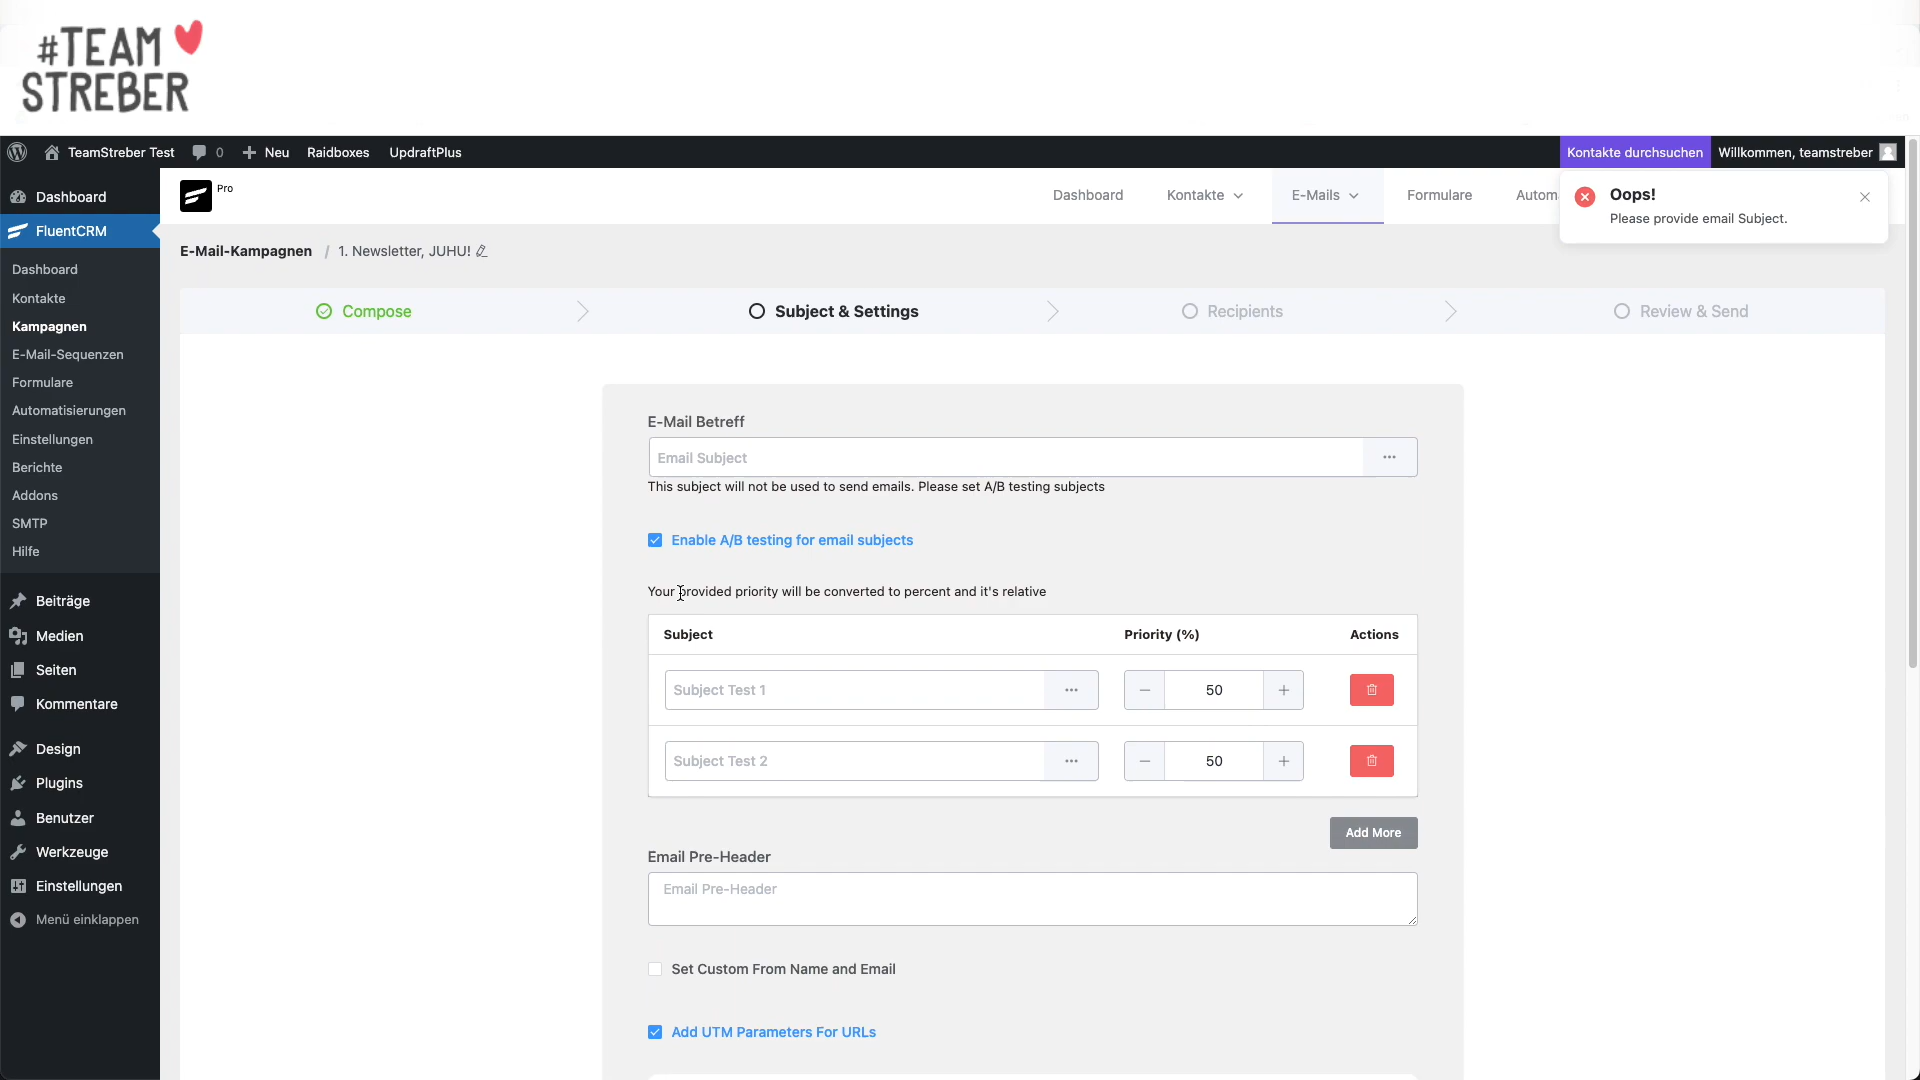 #TEAM
STREBER
TeamStreber Test
0
Neu
Raidboxes
UpdraftPlus
Kontakte durchsuchen
Willkommen, teamstreber
Dashboard
FluentCRM
Dashboard
Kontakte
Kampagnen
E-Mail-Sequenzen
Formulare
Automatisierungen
Einstellungen
Berichte
Addons
SMTP
Hilfe
Beiträge
Medien
Seiten
Kommentare
Design
Plugins
Benutzer
Werkzeuge
Einstellungen
Menü einklappen
Pro
Dashboard
Kontakte
E-Mails
Formulare
Autom
Oops!
Please provide email Subject.
E-Mail-Kampagnen / 1. Newsletter, JUHU!
Compose
Subject & Settings
Recipients
Review & Send
E-Mail Betreff
Email Subject
This subject will not be used to send emails. Please set A/B testing subjects
Enable A/B testing for email subjects
Your provided priority will be converted to percent and it's relative
Subject
Priority (%)
Actions
Subject Test 1
50
Subject Test 2
50
Add More
Email Pre-Header
Email Pre-Header
Set Custom From Name and Email
Add UTM Parameters For URLs